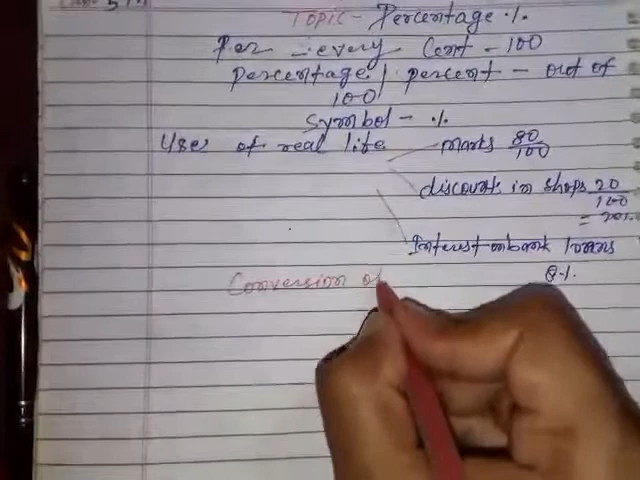 TOPIC- Percentage %
Per - every Cent - 100
percentage / percent - out of
100
symbol - %
Uses of real life
marks 80/100
discount in shops 20/100
= 20%
Interest on bank loans
8%
Conversion of